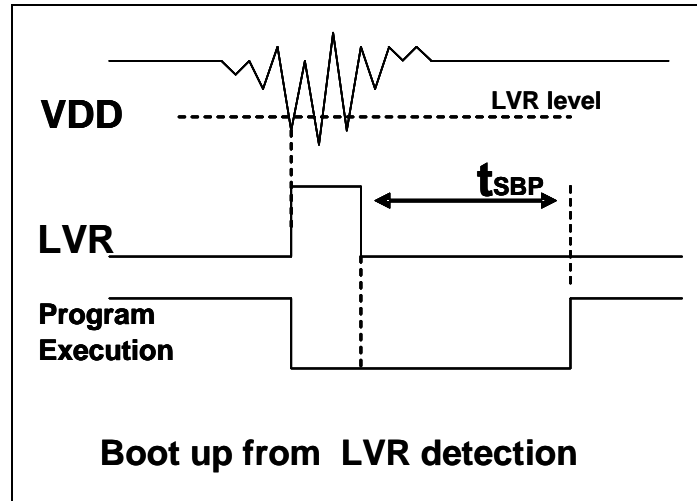 LVR level
VDD
tSBP
LVR
Program
Execution
Boot up from LVR detection